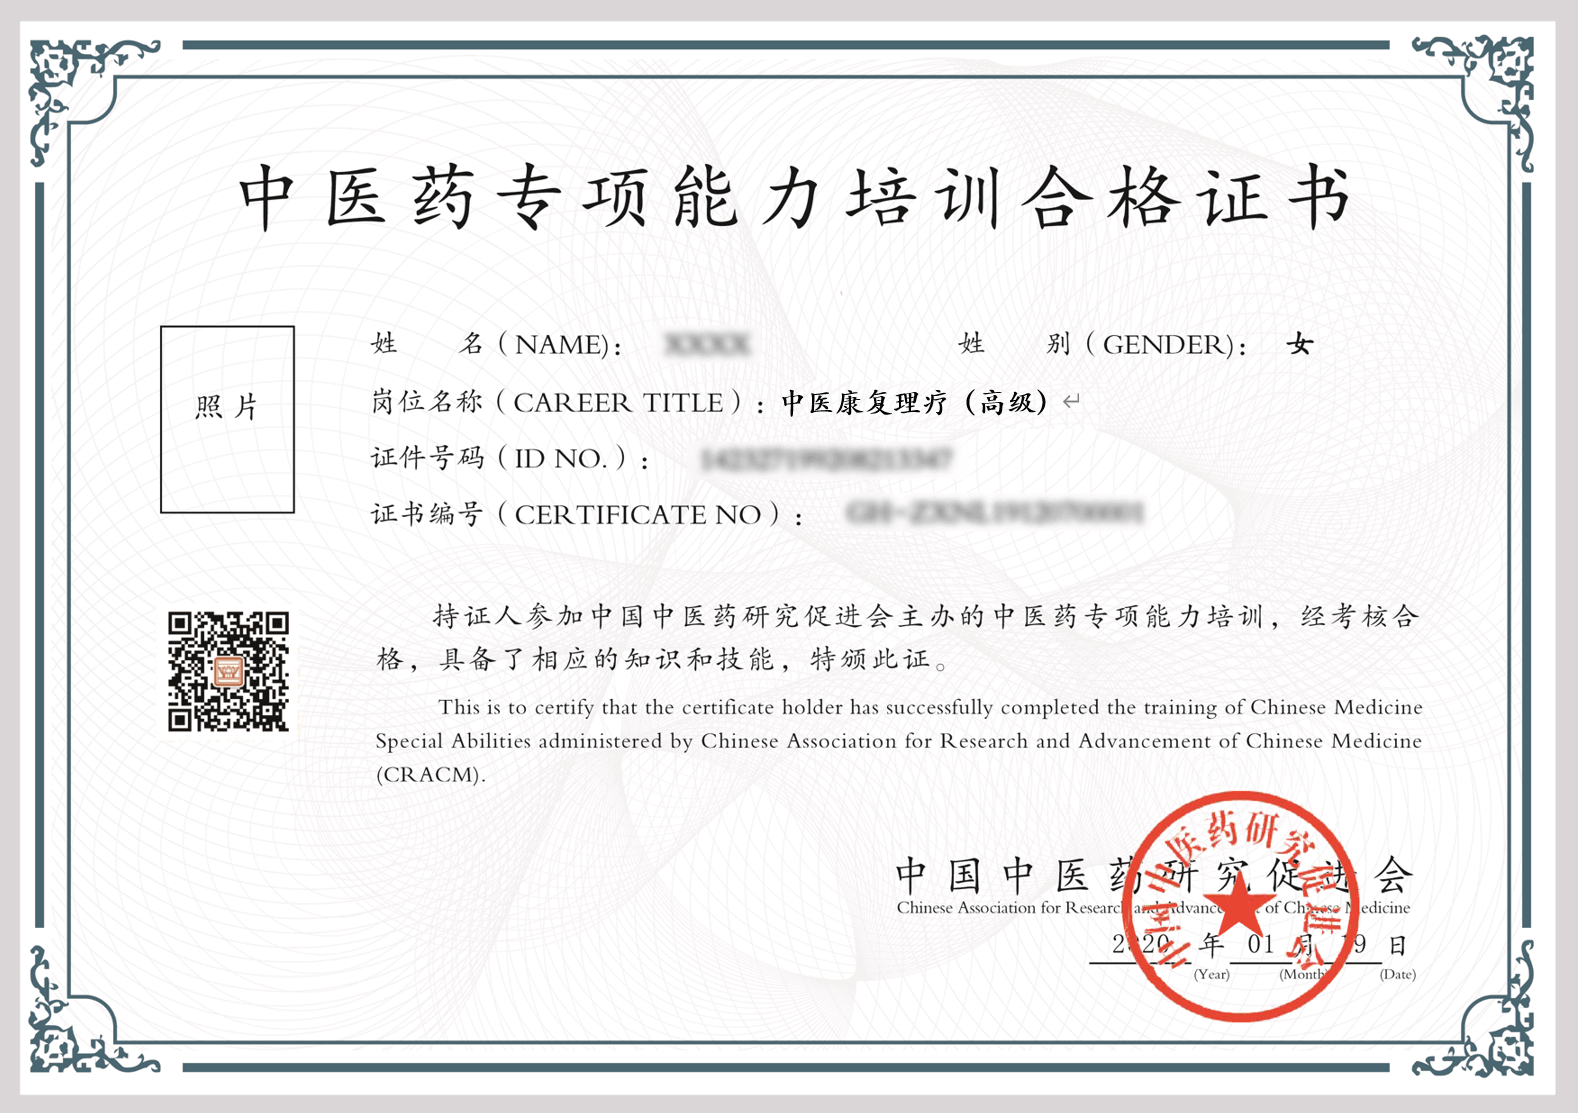 中医药专项能力培训合格证书
姓 名（NAME）： 姓 别（GENDER）： 女
照片
岗位名称（CAREER TITLE）：中医康复理疗（高级）↵
证件号码（ID NO.）：
证书编号（CERTIFICATE NO）：
持证人参加中国中医药研究促进会主办的中医药专项能力培训，经考核合
格，具备了相应的知识和技能，特颁此证。
This is to certify that the certificate holder has successfully completed the training of Chinese Medicine
Special Abilities administered by Chinese Association for Research and Advancement of Chinese Medicine
(CRACM).
中国中医药研究促进会
中国中医药研究促进会
Chinese Association for Research and Advancement of Chinese Medicine
2020 年 01 月 日
(Year) (Month) (Date)